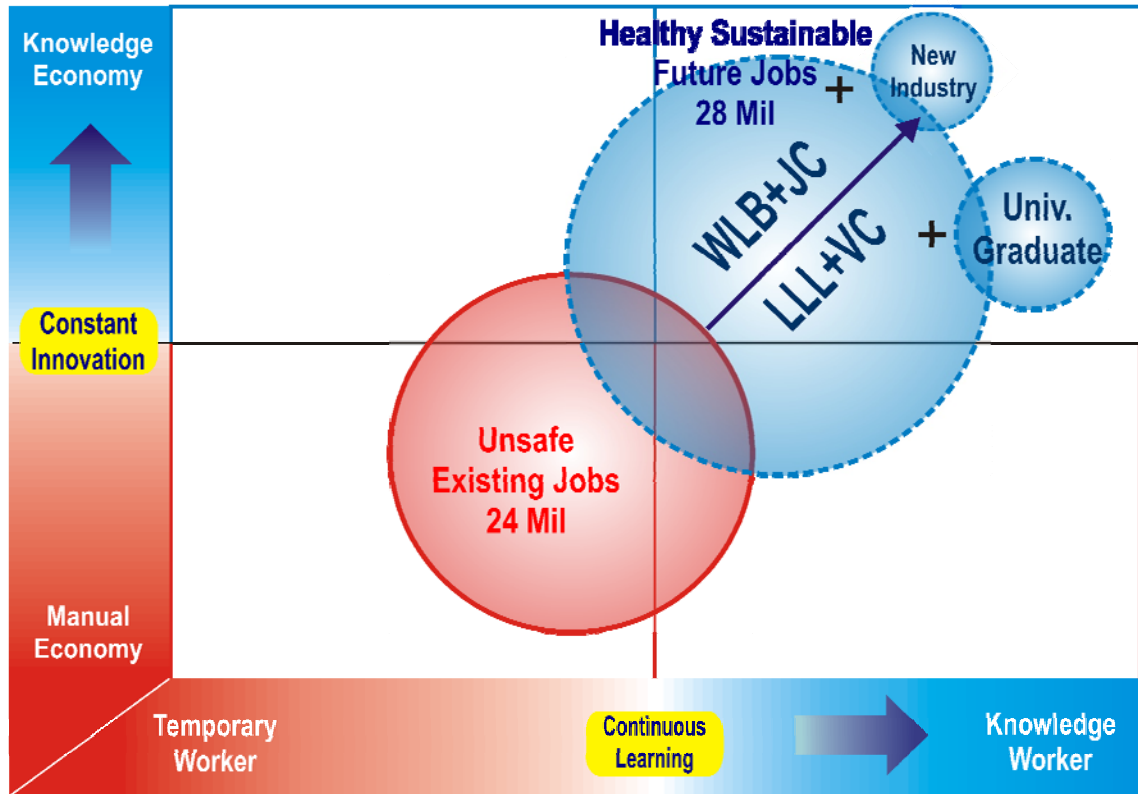 Knowledge
Economy
Constant
Innovation
Manual
Economy
Healthy Sustainable
Future Jobs
28 Mil
+
New
Industry
WLB+JC
LLL+VC
+
Univ.
Graduate
Unsafe
Existing Jobs
24 Mil
Temporary
Worker
Continuous
Learning
Knowledge
Worker